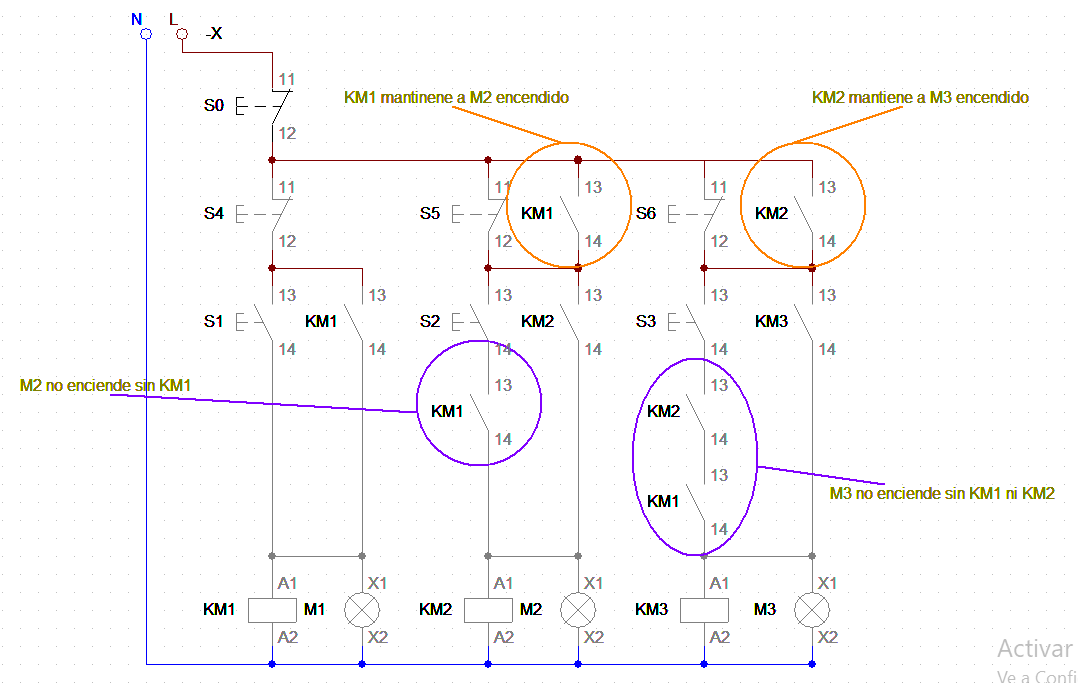 N L -X
11
S0
12
KM1 mantinene a M2 encendido
KM2 mantiene a M3 encendido
11 11 13 11 13
S4 S5 KM1 S6 KM2
12 12 14 12 14
13 13 13 13 13 13
S1 KM1 S2 KM2 S3 KM3
14 14 14 14 14 14
M2 no enciende sin KM1
13 13
KM1 KM2
14 14
13
KM1
14
M3 no enciende sin KM1 ni KM2
A1 X1 A1 X1 A1 X1
KM1 M1 KM2 M2 KM3 M3
A2 X2 A2 X2 A2 X2
Activar
Ve a Confi